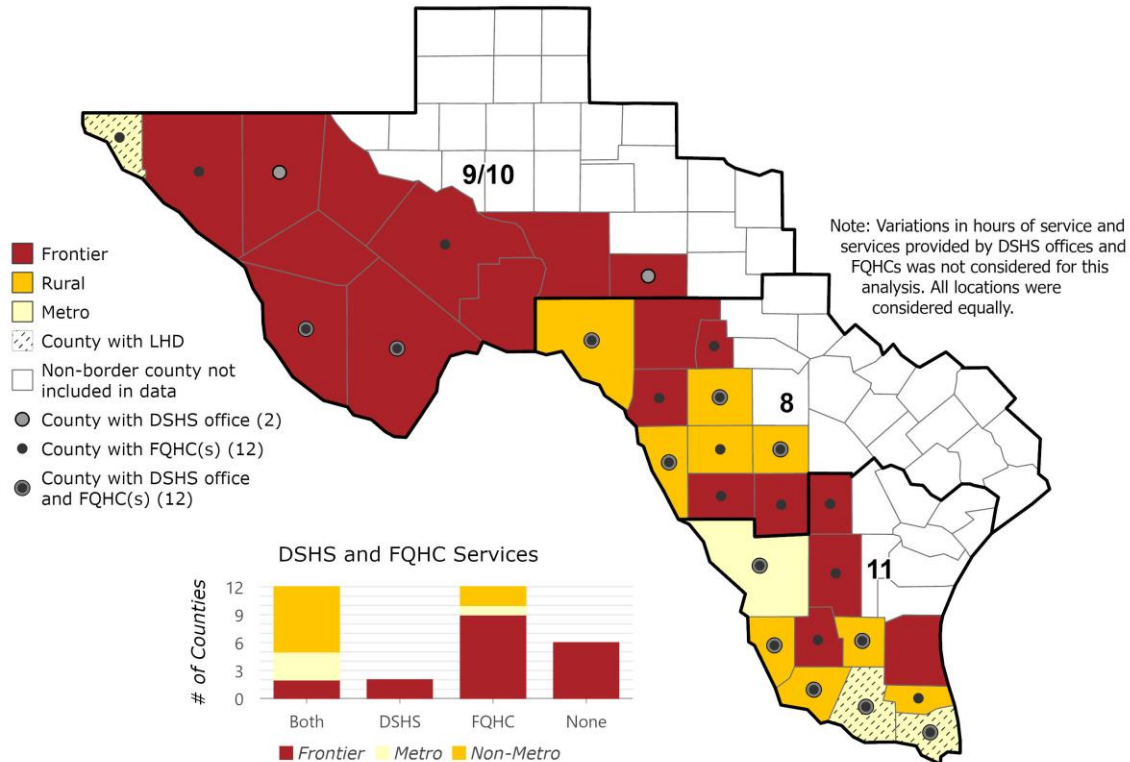 9/10
Note: Variations in hours of service and
services provided by DSHS offices and
FQHCs was not considered for this
analysis. All locations were
considered equally.
Frontier
Rural
Metro
County with LHD
Non-border county not
included in data
County with DSHS office (2)
County with FQHC(s) (12)
County with DSHS office
and FQHC(s) (12)
8
11
DSHS and FQHC Services
# of Counties
12
9
6
3
0
Both DSHS FQHC None
Frontier Metro Non-Metro